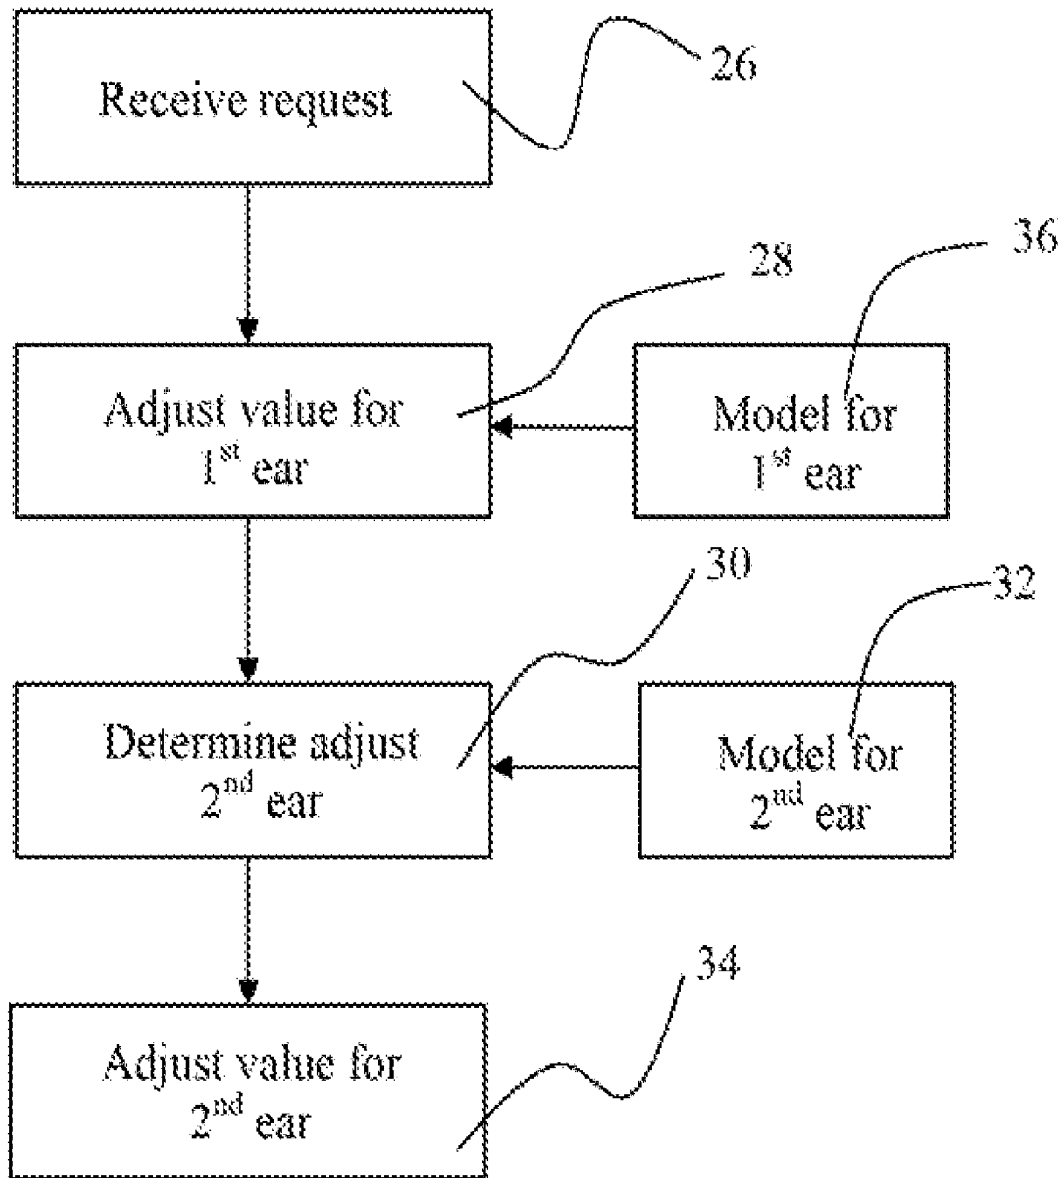 Receive request
26
Adjust value for
1st ear
28
Model for
1st ear
36
Determine adjust
2nd ear
30
Model for
2nd ear
32
Adjust value for
2nd ear
34